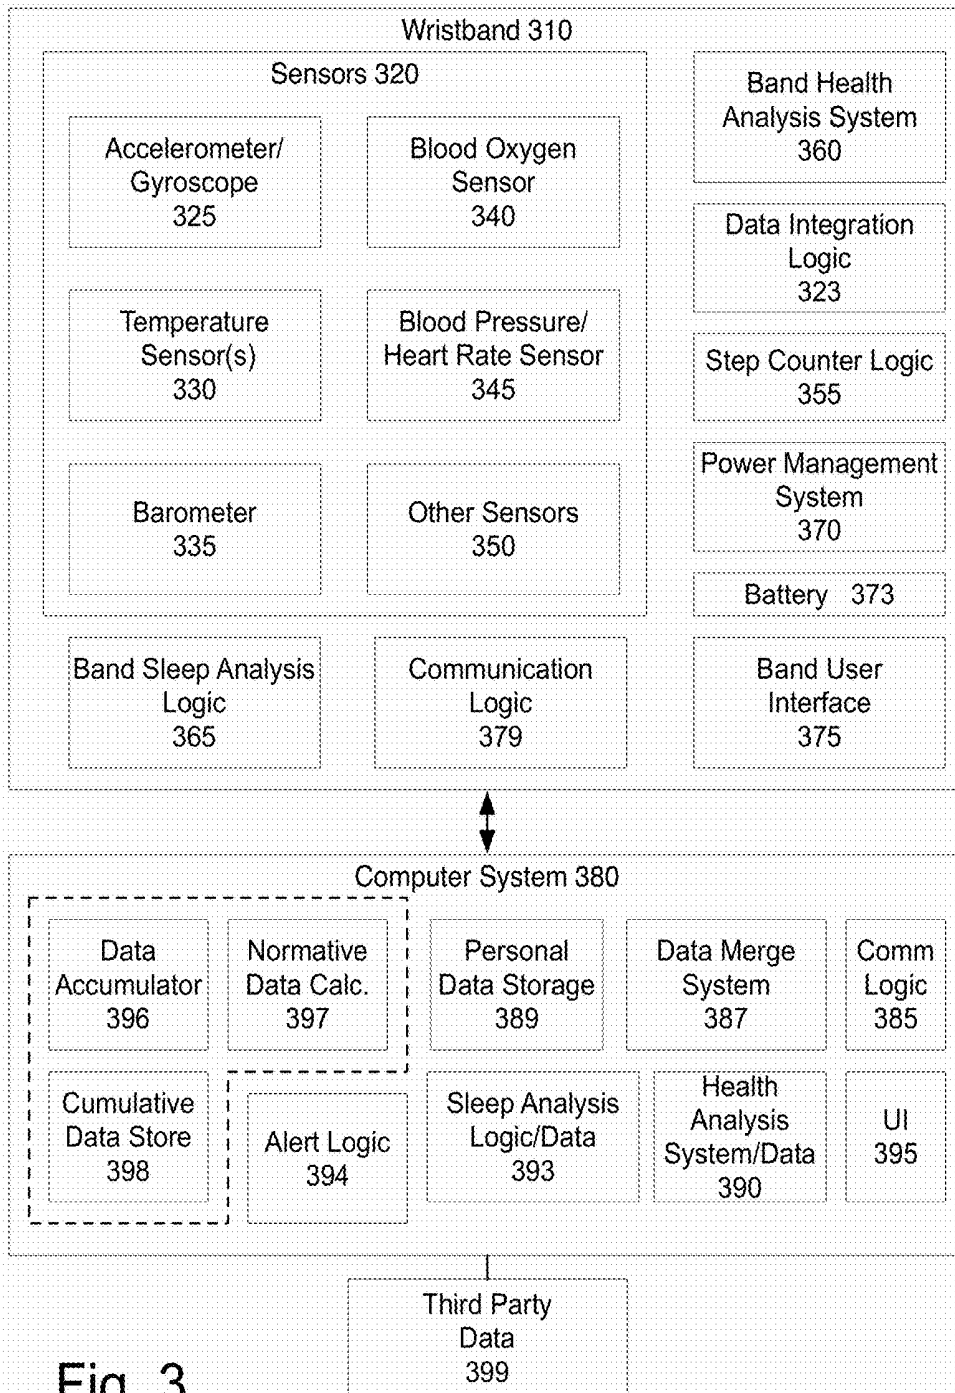 Wristband 310
Sensors 320
Accelerometer/
Gyroscope
325
Blood Oxygen
Sensor
340
Temperature
Sensor(s)
330
Blood Pressure/
Heart Rate Sensor
345
Barometer
335
Other Sensors
350
Band Health
Analysis System
360
Data Integration
Logic
323
Step Counter Logic
355
Power Management
System
370
Battery 373
Band Sleep Analysis
Logic
365
Communication
Logic
379
Band User
Interface
375
Computer System 380
Data
Accumulator
396
Normative
Data Calc.
397
Personal
Data Storage
389
Data Merge
System
387
Comm
Logic
385
Cumulative
Data Store
398
Alert Logic
394
Sleep Analysis
Logic/Data
393
Health
Analysis
System/Data
390
UI
395
Third Party
Data
399
Fig. 3